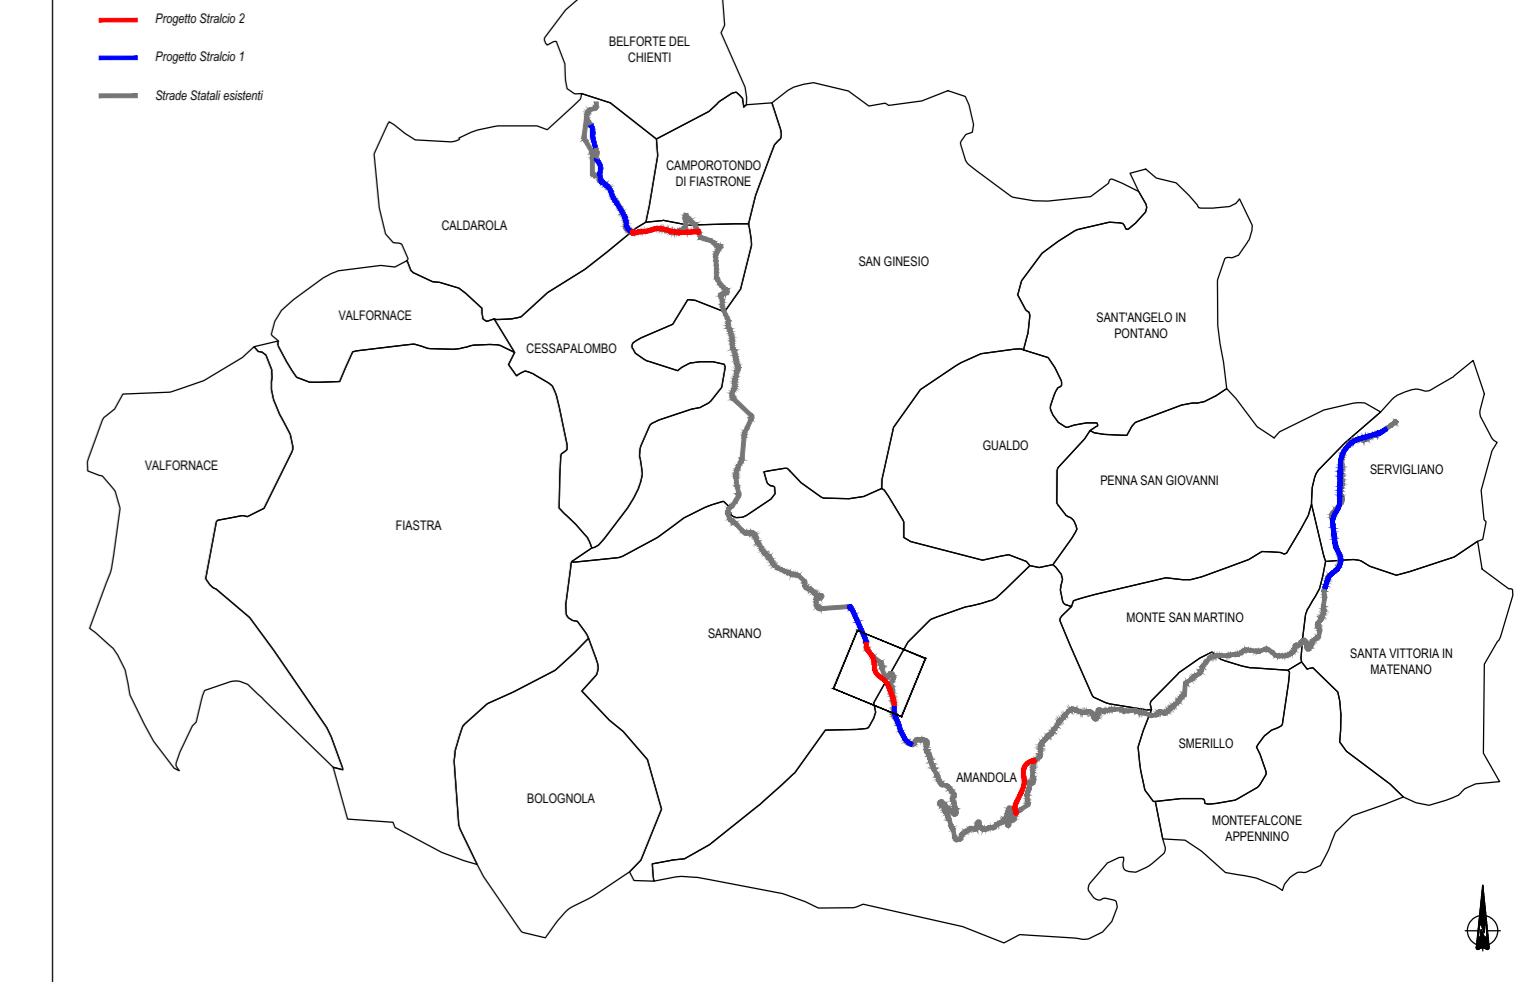 Progetto Stralcio 2
Progetto Stralcio 1
Strade Statali esistenti
BELFORTE DEL
CHIENTI
CAMPOROTONDO
DI FIASTRONE
CALDAROLA
SAN GINESIO
VALFORNACE
SANT'ANGELO IN
PONTANO
CESSAPALOMBO
GUALDO
VALFORNACE
SERVIGLIANO
PENNA SAN GIOVANNI
FIASTRA
MONTE SAN MARTINO
SARNANO
SANTA VITTORIA IN
MATENANO
SMERILLO
AMANDOLA
BOLOGNOLA
MONTEFALCONE
APPENNINO